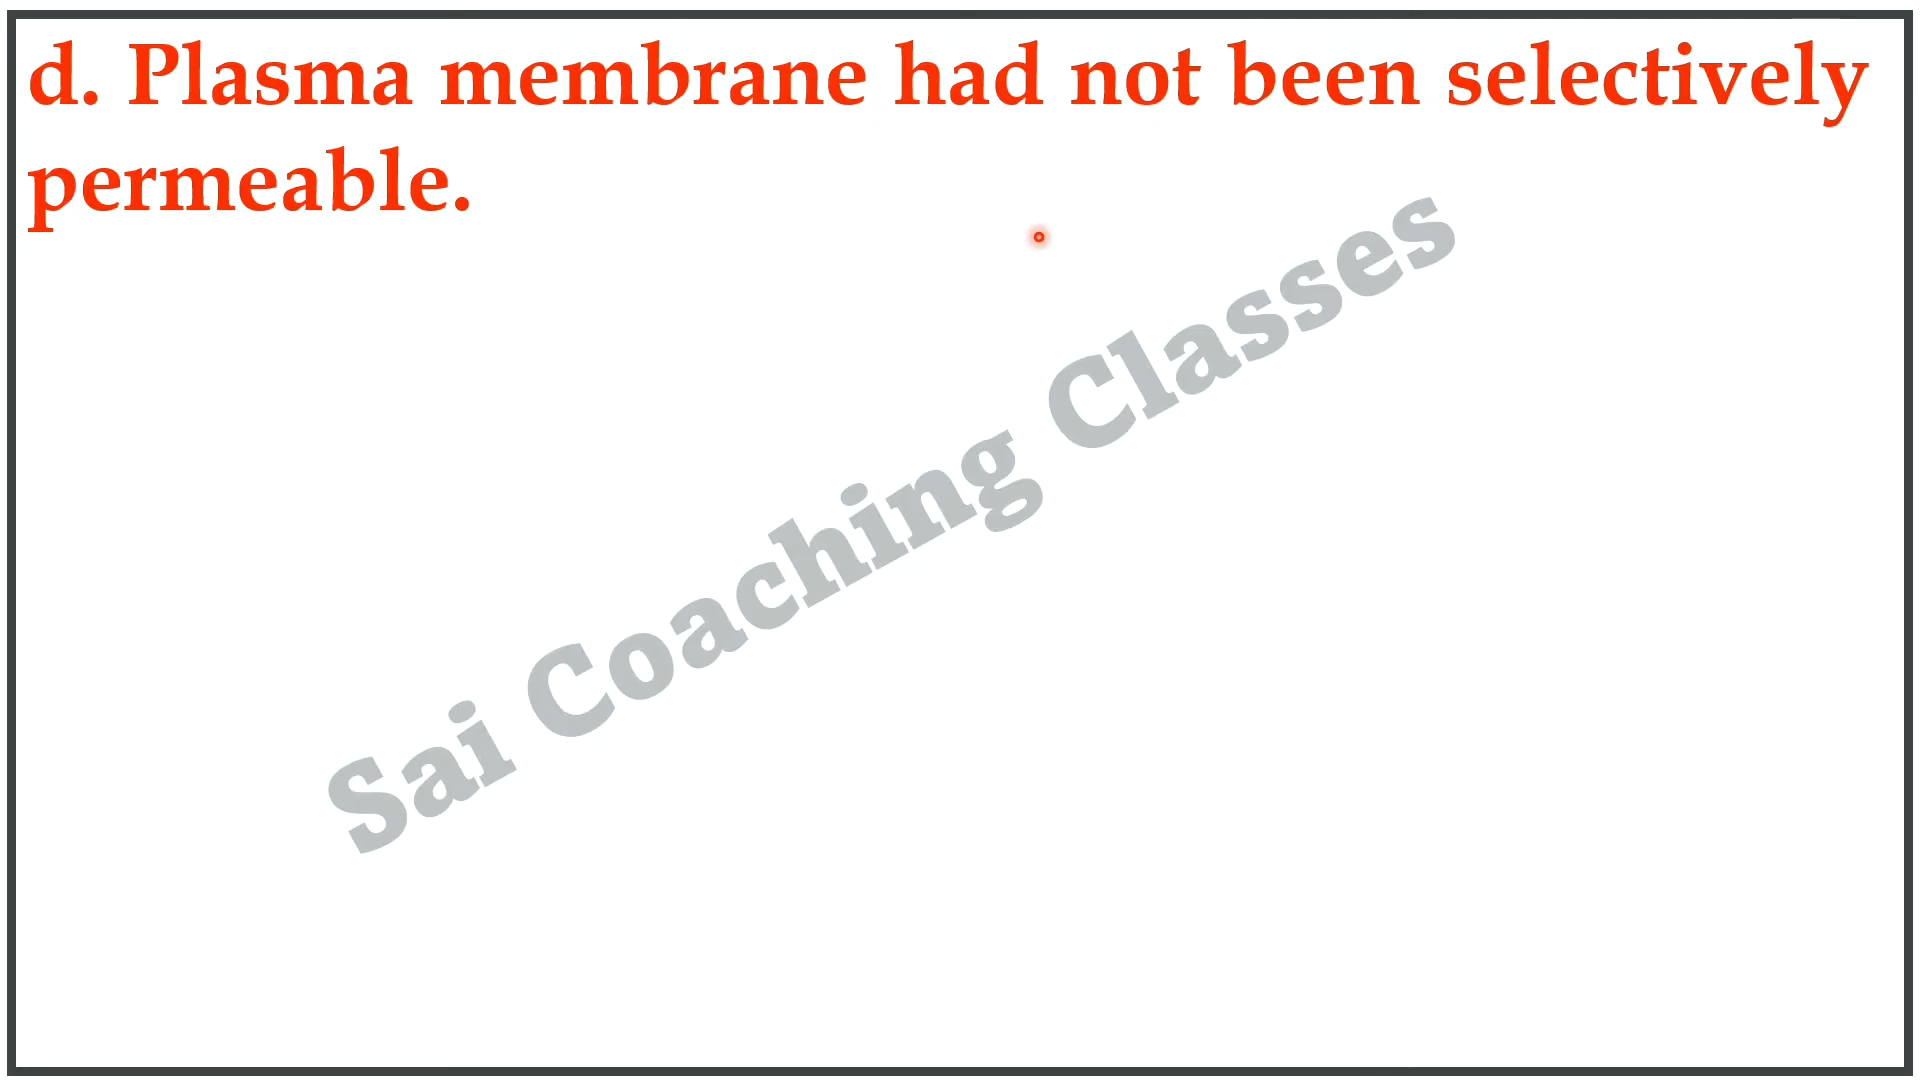 d. Plasma membrane had not been selectively
permeable.
Sai Coaching Classes